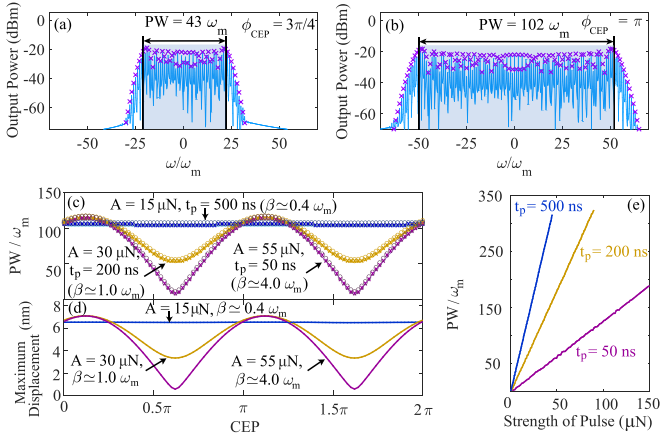 (a) PW = 43 ω_m ϕ_CEP = 3π/4
Output Power (dBm)
-20
-40
-60
-50 -25 0 25 50
ω/ω_m
(b) PW = 102 ω_m ϕ_CEP = π
Output Power (dBm)
0
-20
-40
-60
-50 -25 0 25 50
ω/ω_m
(c) A = 15 μN, t_p = 500 ns (β≃0.4 ω_m)
PW / ω_m
150
100
50
0
A = 30 μN,
t_p = 200 ns
(β≃1.0 ω_m)
A = 55 μN,
t_p = 50 ns
(β≃4.0 ω_m)
(d) A = 15μN, β ≃ 0.4 ω_m
Maximum
Displacement (nm)
8
6
4
2
0
A = 30 μN,
β≃1.0 ω_m
A = 55 μN,
β≃4.0 ω_m
0 0.5π π 1.5π 2π
CEP
(e)
PW/ω_m
350
250
200
150
100
50
t_p = 500 ns
t_p = 200 ns
t_p = 50 ns
0 50 100 150
Strength of Pulse (μN)